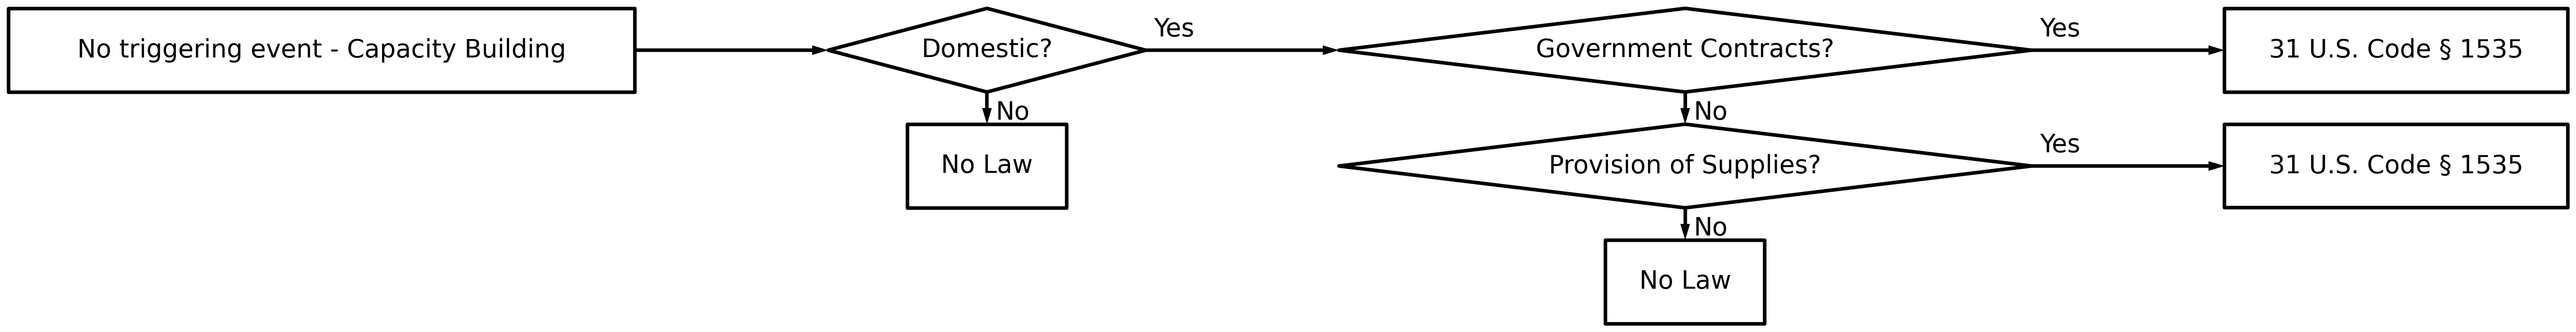 No triggering event - Capacity Building
Domestic?
Yes
Government Contracts?
Yes
31 U.S. Code § 1535
No
No Law
No
Provision of Supplies?
Yes
31 U.S. Code § 1535
No
No Law